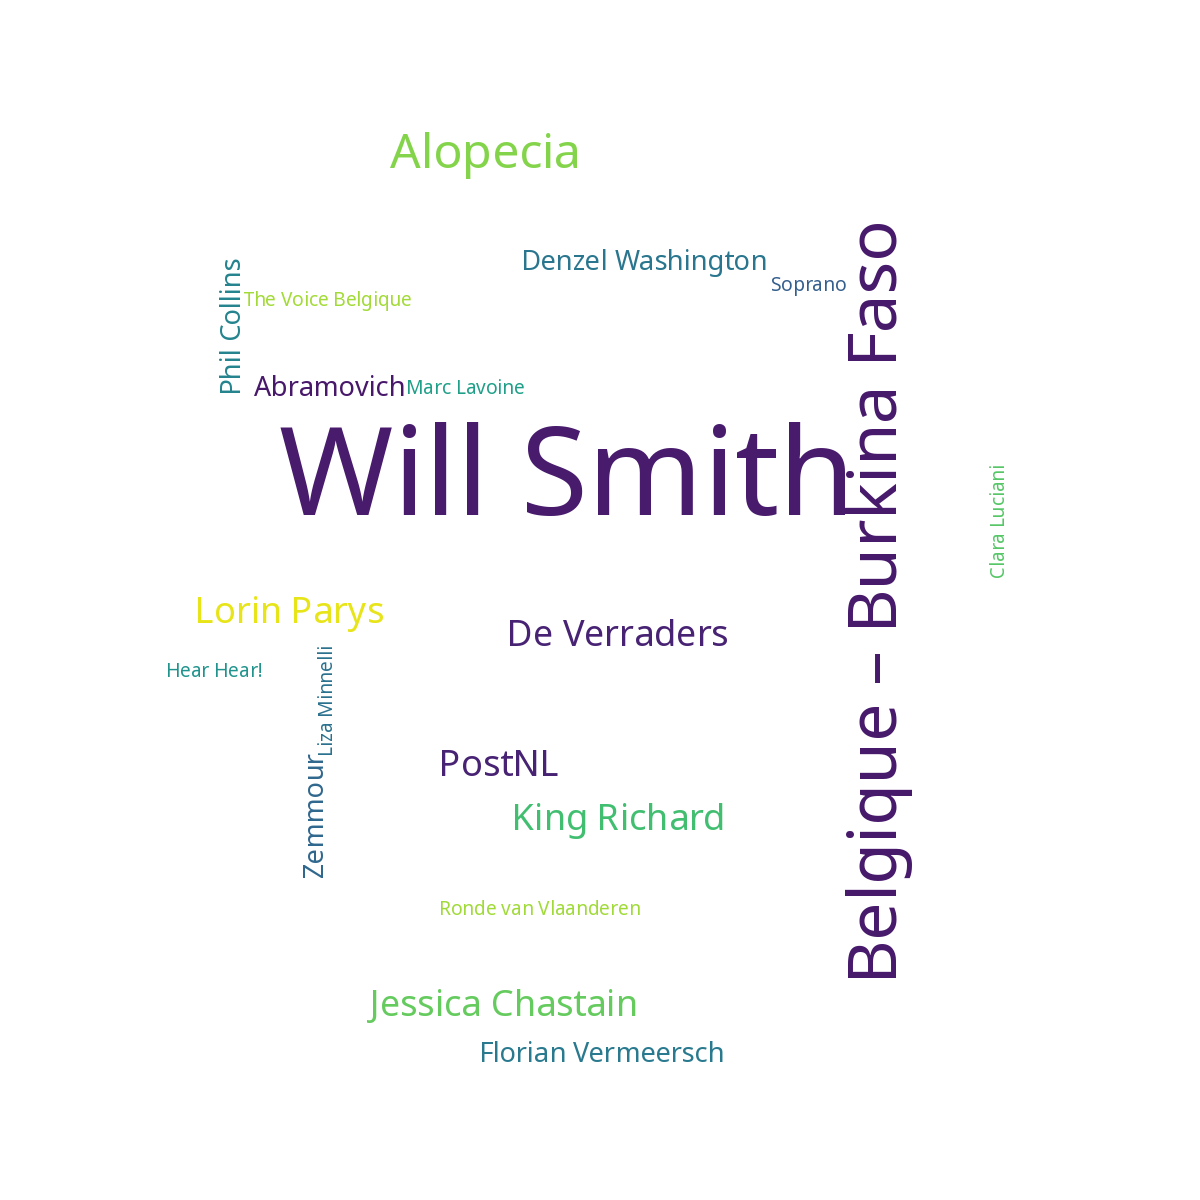 Alopecia
Denzel Washington
Soprano
Phil Collins
The Voice Belgique
Abramovich
Marc Lavoine
Will Smith
Belgique – Burkina Faso
Clara Luciani
Lorin Parys
De Verraders
Hear Hear!
Liza Minnelli
PostNL
Zemmour
King Richard
Ronde van Vlaanderen
Jessica Chastain
Florian Vermeersch